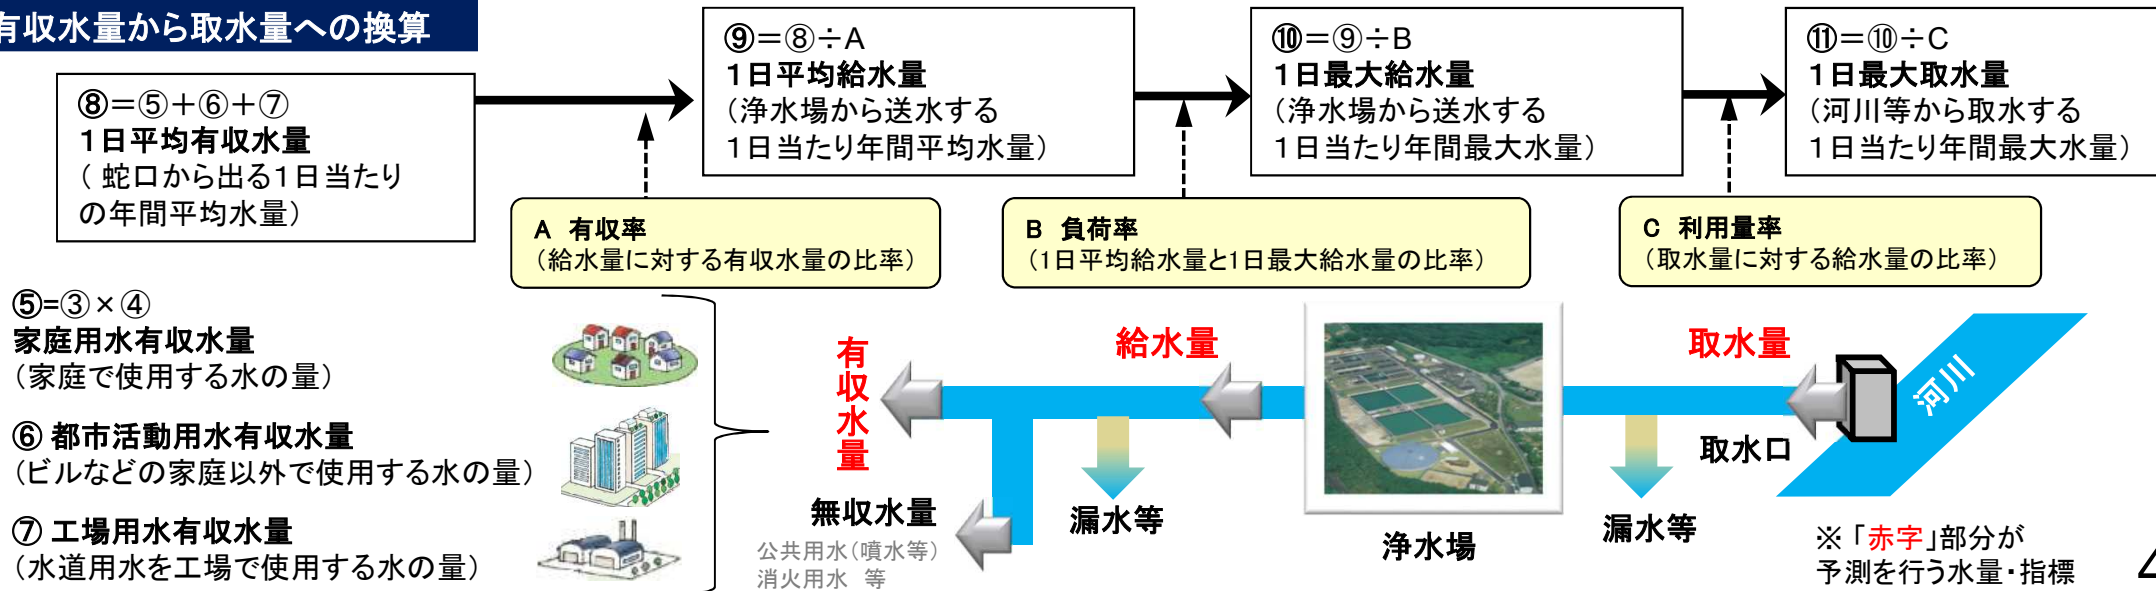 有収水量から取水量への換算
⑧＝⑤＋⑥＋⑦
1日平均有収水量
（ 蛇口から出る1日当たり
の年間平均水量）
⑨＝⑧÷A
1日平均給水量
（浄水場から送水する
1日当たり年間平均水量）
⑩＝⑨÷B
1日最大給水量
（浄水場から送水する
1日当たり年間最大水量）
⑪＝⑩÷C
1日最大取水量
（河川等から取水する
1日当たり年間最大水量）
A 有収率
（給水量に対する有収水量の比率）
B 負荷率
（1日平均給水量と1日最大給水量の比率）
C 利用量率
（取水量に対する給水量の比率）
⑤=③×④
家庭用水有収水量
（家庭で使用する水の量）
⑥ 都市活動用水有収水量
（ビルなどの家庭以外で使用する水の量）
⑦ 工場用水有収水量
（水道用水を工場で使用する水の量）
有収水量
給水量
取水量
河川
取水口
無収水量
公共用水（噴水等）
消火用水 等
漏水等
浄水場
漏水等
※「赤字」部分が
予測を行う水量・指標